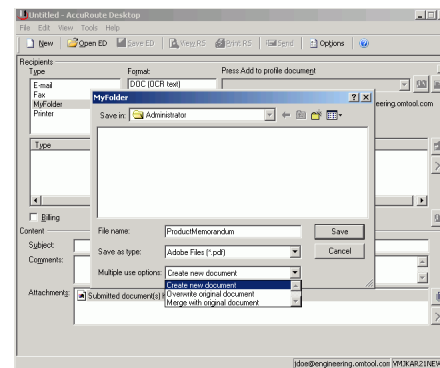 Untitled - AccuRoute Desktop
File Edit View Tools Help
New Open ED Save ED View RS Print RS Send Options
Recipients
Type Format: Press Add to profile document
E-mail
Fax
MyFolder
Printer
DOC (OCR text)
eering.omtool.com
MyFolder
Save in: Administrator
Type
File name: ProductMemorandum Save
Save as type: Adobe Files (*.pdf) Cancel
Multiple use options: Create new document
Create new document
Overwrite original document
Merge with original document
Billing
Content
Subject:
Comments:
Attachments: Submitted document(s)
jdoe@engineering.omtool.com VMJKAR21NEW